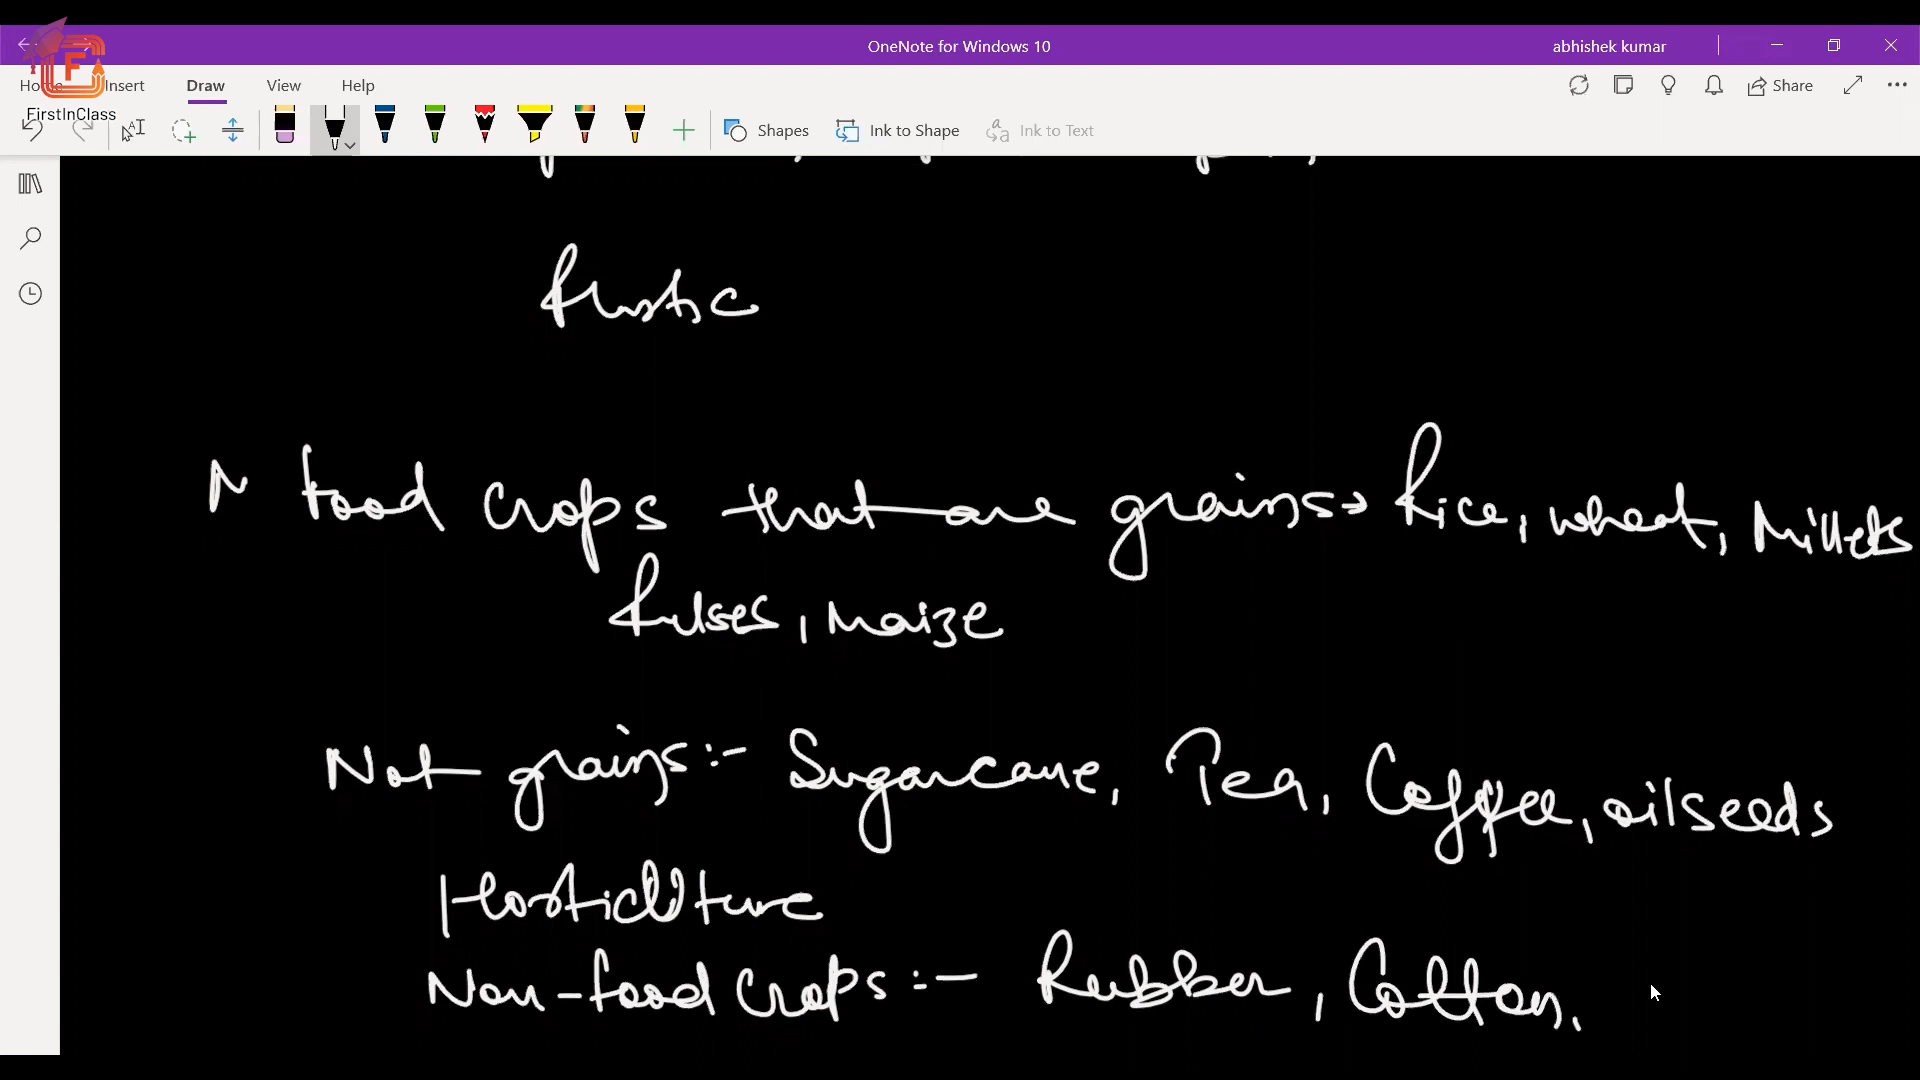 OneNote for Windows 10
abhishek kumar
Home Insert Draw View Help
Share
FirstInClass
Shapes Ink to Shape Ink to Text
Plastic
food crops that are grains → Rice, wheat, Millets
Pulses, Maize
Not grains :- Sugarcane, Tea, Coffee, oilseeds
Horticulture
Non-food crops :- Rubber, Cotton,